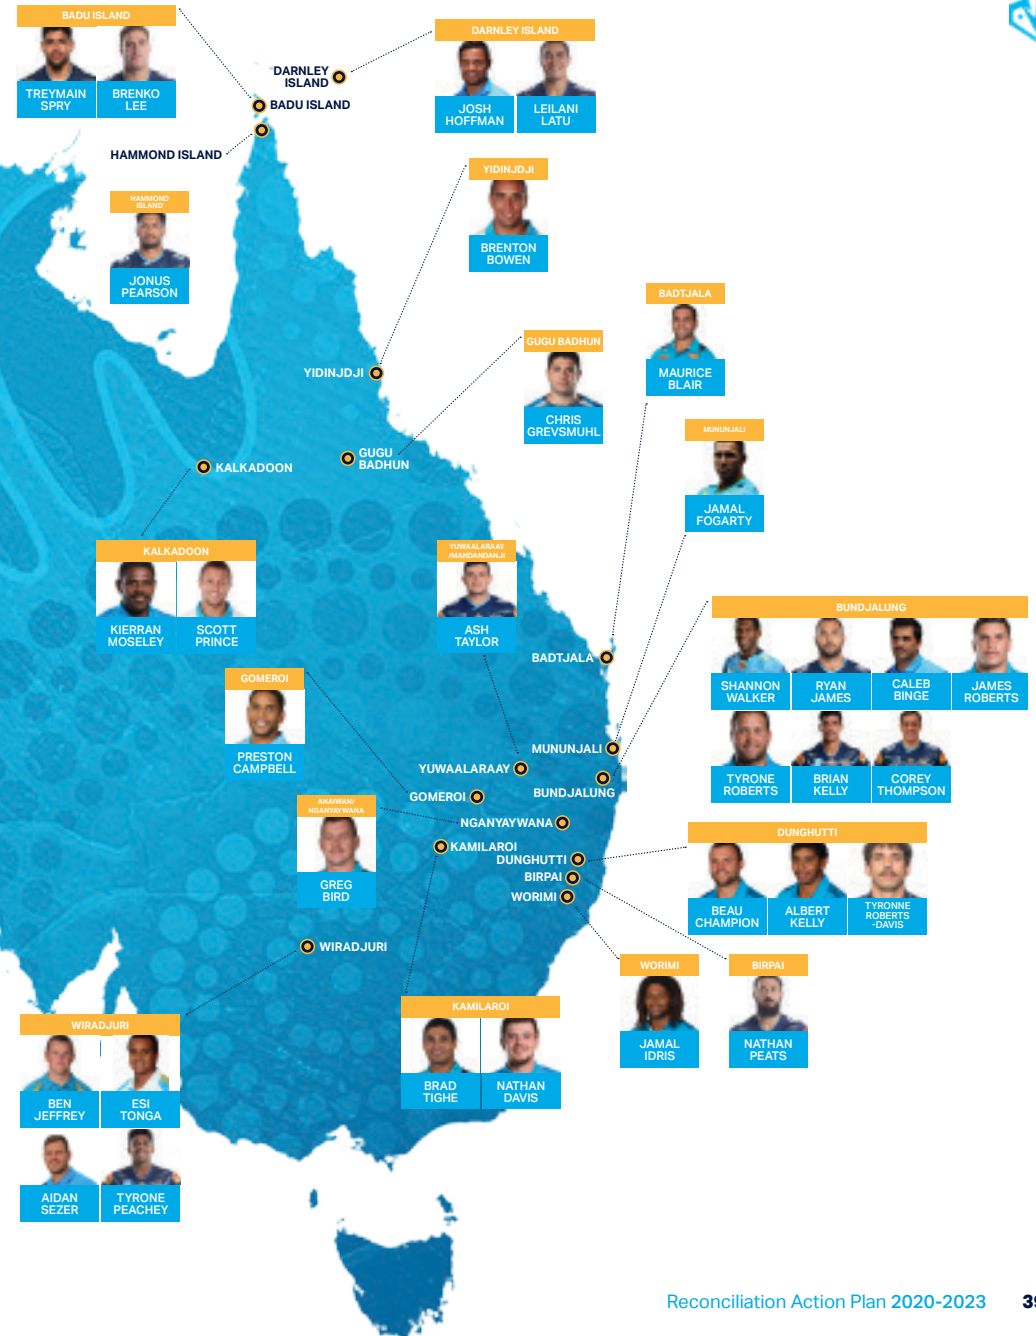 BADU ISLAND
TREYMAIN
SPRY
BRENKO
LEE
DARNLEY ISLAND
JOSH
HOFFMAN
LEILANI
LATU
DARNLEY
ISLAND
BADU ISLAND
HAMMOND ISLAND
HAMMOND
ISLAND
JONUS
PEARSON
YIDINJDJI
BRENTON
BOWEN
YIDINJDJI
BADTJALA
MAURICE
BLAIR
GUGU BADHUN
CHRIS
GREVSMUHL
GUGU
BADHUN
KALKADOON
MUNUNJALI
JAMAL
FOGARTY
KALKADOON
KIERRAN
MOSELEY
SCOTT
PRINCE
YUWAALARAAY
/MANDANDANJI
ASH
TAYLOR
BADTJALA
BUNDJALUNG
SHANNON
WALKER
RYAN
JAMES
CALEB
BINGE
JAMES
ROBERTS
TYRONE
ROBERTS
BRIAN
KELLY
COREY
THOMPSON
GOMEROI
PRESTON
CAMPBELL
MUNUNJALI
YUWAALARAAY
BUNDJALUNG
GOMEROI
NGANYAYWANA
KAMILAROI
DUNGHUTTI
BIRPAI
WORIMI
ANAIWAN/
NGANYAYWANA
GREG
BIRD
DUNGHUTTI
BEAU
CHAMPION
ALBERT
KELLY
TYRONNE
ROBERTS
-DAVIS
WIRADJURI
WORIMI
JAMAL
IDRIS
BIRPAI
NATHAN
PEATS
KAMILAROI
BRAD
TIGHE
NATHAN
DAVIS
WIRADJURI
BEN
JEFFREY
ESI
TONGA
AIDAN
SEZER
TYRONE
PEACHEY
Reconciliation Action Plan 2020-2023 39